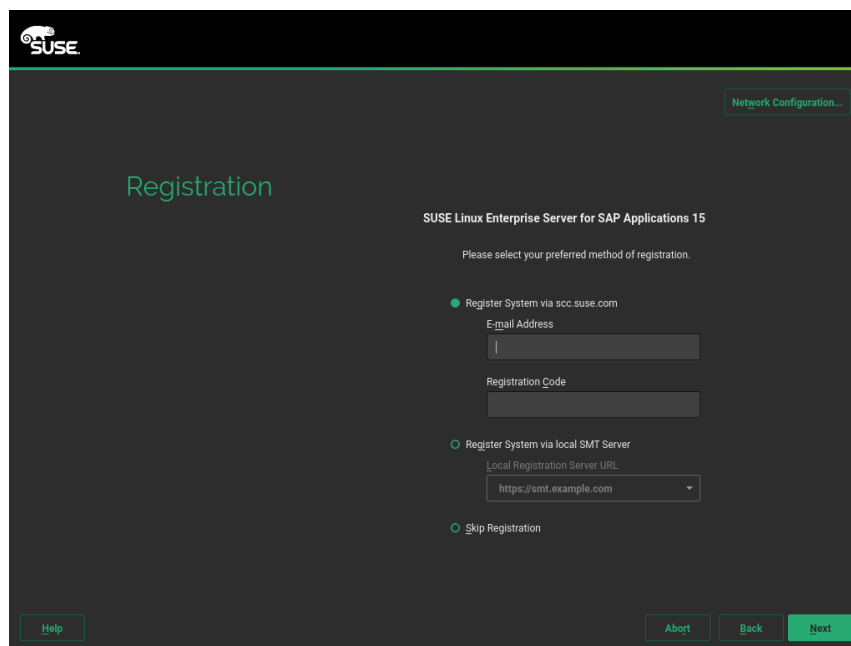 SUSE.
Network Configuration...
Registration
SUSE Linux Enterprise Server for SAP Applications 15
Please select your preferred method of registration.
Register System via scc.suse.com
E-mail Address
Registration Code
Register System via local SMT Server
Local Registration Server URL
https://smt.example.com
Skip Registration
Help
Abort
Back
Next